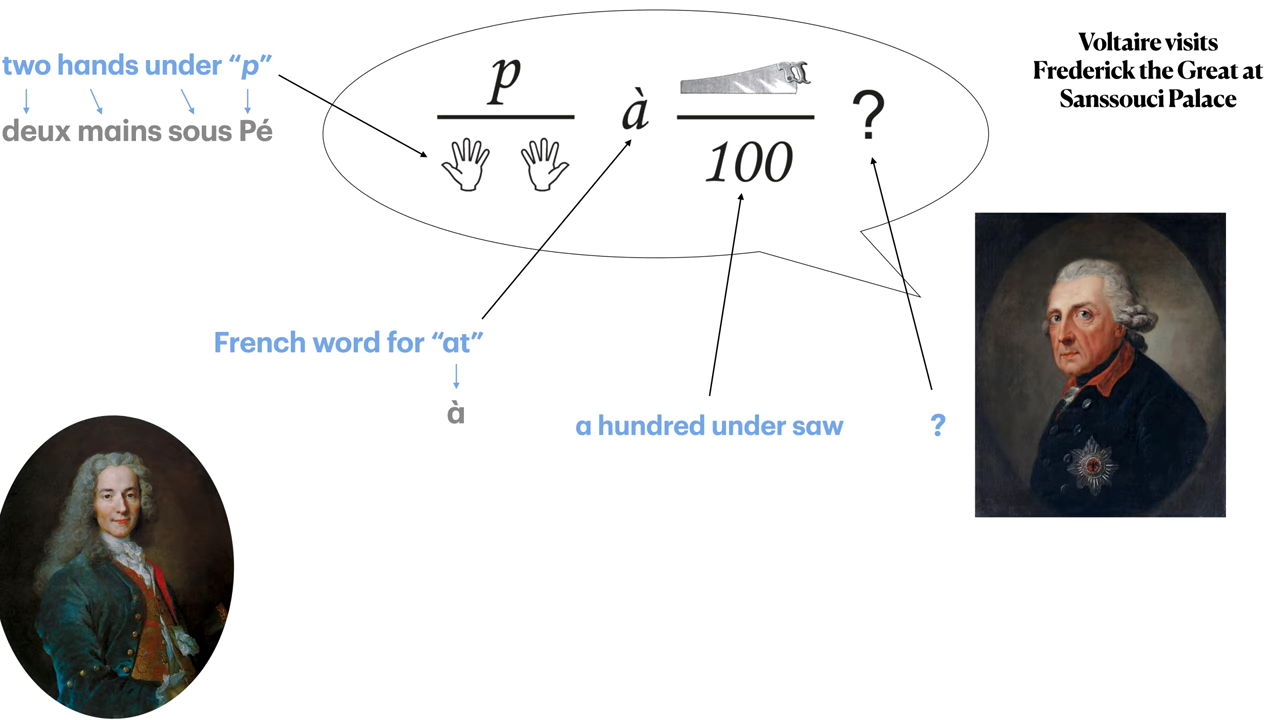 Voltaire visits
Frederick the Great at
Sanssouci Palace
two hands under “p”
deux mains sous Pé
p
à
100
?
French word for “at”
à
a hundred under saw
?